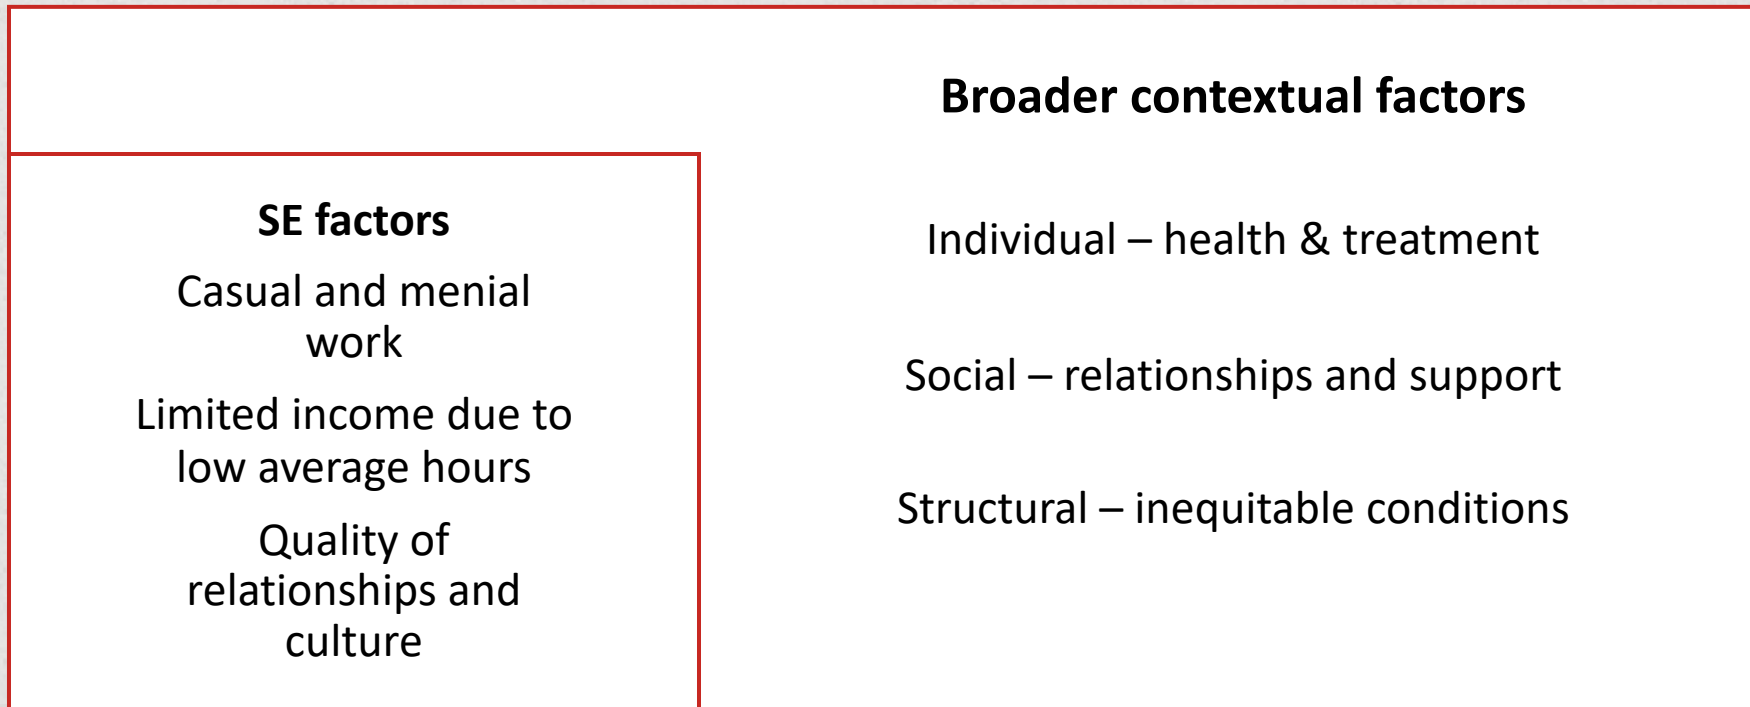 Broader contextual factors
SE factors
Casual and menial
work
Limited income due to
low average hours
Quality of
relationships and
culture
Individual – health & treatment
Social – relationships and support
Structural – inequitable conditions